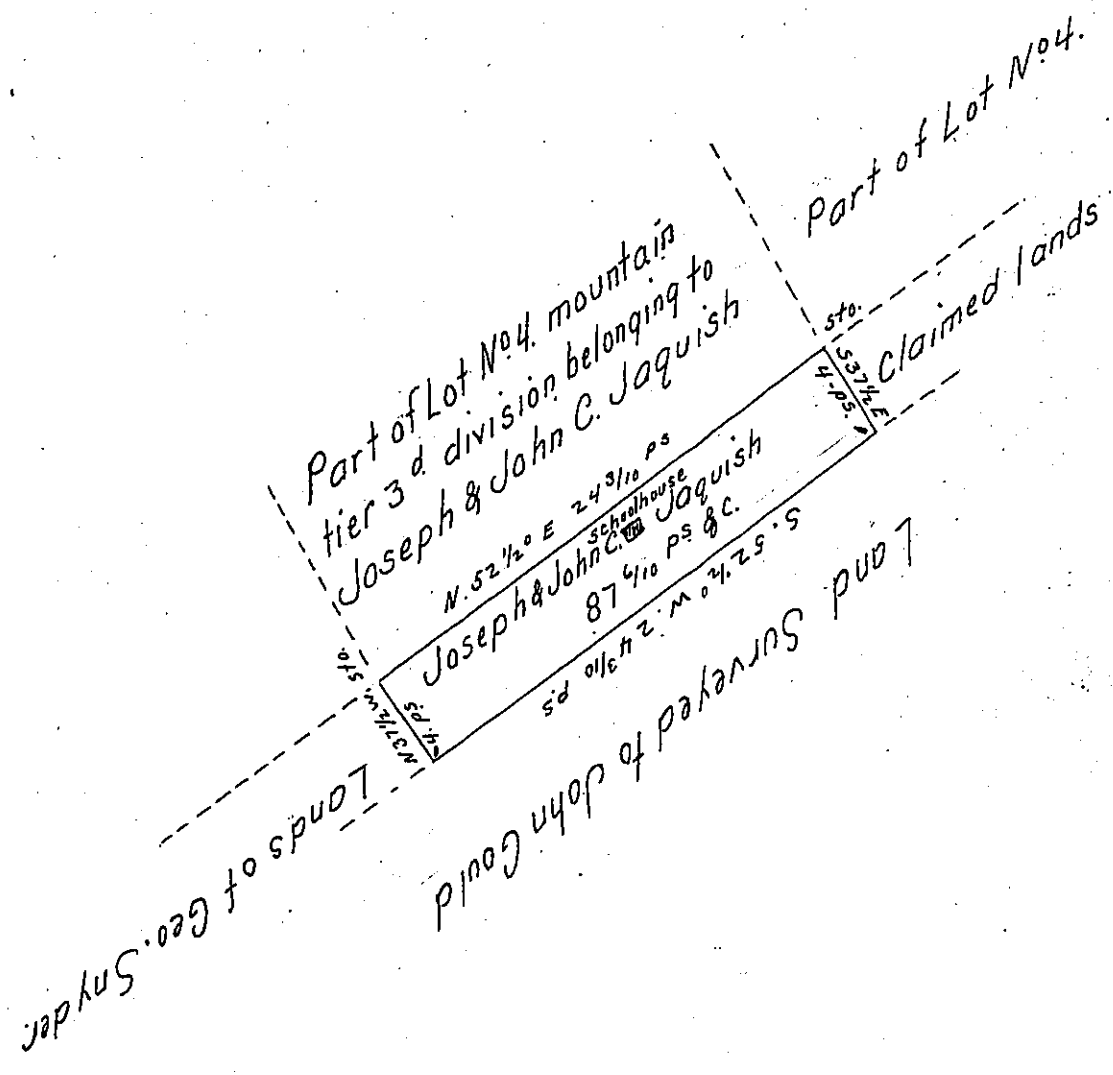 Part of Lot Nº4.
Part of Lot Nº4. mountain
tier 3d. division belonging to
Joseph & John C. Jaquish
sto.
Claimed lands
S37½E
4-ps.
N. 52½° E 24 3/10 ps
schoolhouse
Joseph & John C. Jaquish
87 6/10 ps & c.
S. 52½° W. 24 3/10 ps
sto.
N37½W.
4. ps
Land Surveyed to John Gould
Lands of Geo. Snyder.